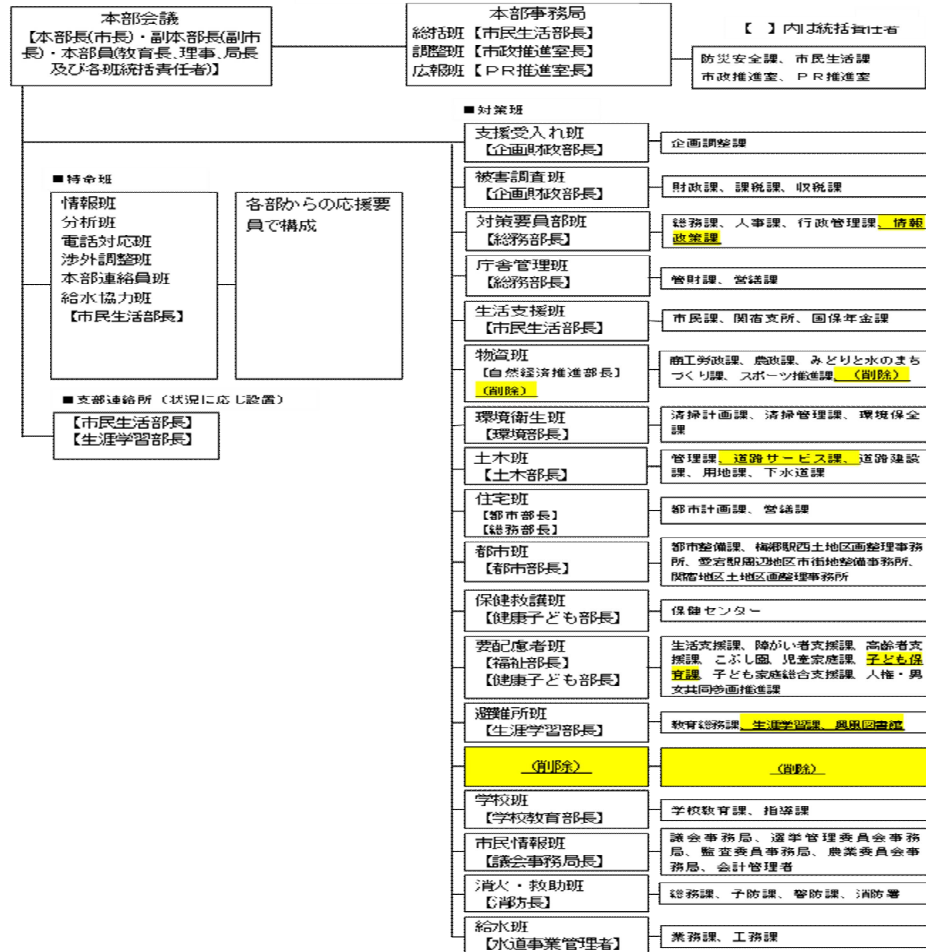 本部会議
【本部長(市長)・副本部長(副市
長)・本部員(教育長、理事、局長
及び各班統括責任者)】
本部事務局
総括班【市民生活部長】
調整班【市政推進室長】
広報班【PR推進室長】
【 】内は統括責任者
防災安全課、市民生活課
市政推進室、PR推進室
■特命班
情報班
分析班
電話対応班
渉外調整班
本部連絡員班
給水協力班
【市民生活部長】
各部からの応援要
員で構成
■支部連絡所(状況に応じ設置)
【市民生活部長】
【生涯学習部長】
■対策班
支援受入れ班
【企画財政部長】
企画調整課
被害調査班
【企画財政部長】
財政課、課税課、収税課
対策要員部班
【総務部長】
総務課、人事課、行政管理課、情報
政策課
庁舎管理班
【総務部長】
管財課、営繕課
生活支援班
【市民生活部長】
市民課、関宿支所、国保年金課
物資班
【自然経済推進部長】
(削除)
商工労政課、農政課、みどりと水のまち
づくり課、スポーツ推進課、(削除)
環境衛生班
【環境部長】
清掃計画課、清掃管理課、環境保全
課
土木班
【土木部長】
管理課、道路サービス課、道路建設
課、用地課、下水道課
住宅班
【都市部長】
【総務部長】
都市計画課、営繕課
都市班
【都市部長】
都市整備課、梅郷駅西土地区画整理事務
所、愛宕駅周辺地区市街地整備事務所、
関宿地区土地区画整理事務所
保健救護班
【健康子ども部長】
保健センター
要配慮者班
【福祉部長】
【健康子ども部長】
生活支援課、障がい者支援課、高齢者支
援課、こぶし園、児童家庭課、子ども保
育課、子ども家庭総合支援課、人権・男
女共同参画推進課
避難所班
【生涯学習部長】
教育総務課、生涯学習課、興風図書館
(削除)
(削除)
学校班
【学校教育部長】
学校教育課、指導課
市民情報班
【議会事務局長】
議会事務局、選挙管理委員会事務
局、監査委員事務局、農業委員会事
務局、会計管理者
消火・救助班
【消防長】
総務課、予防課、警防課、消防署
給水班
【水道事業管理者】
業務課、工務課